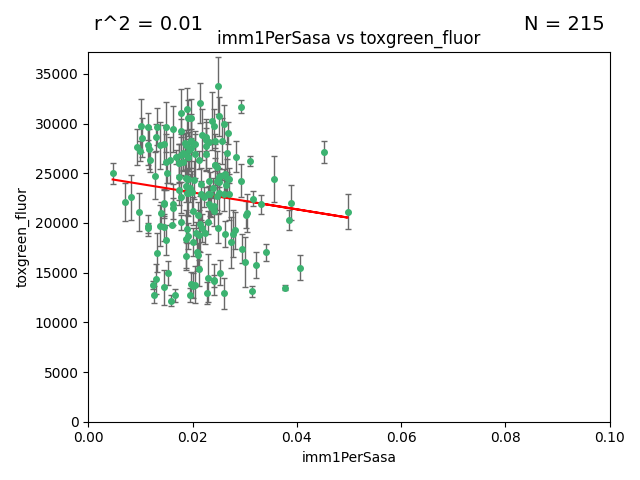 r^2 = 0.01
N = 215
imm1PerSasa vs toxgreen_fluor
35000
30000
25000
20000
15000
10000
5000
0
toxgreen_fluor
0.00
0.02
0.04
0.06
0.08
0.10
imm1PerSasa